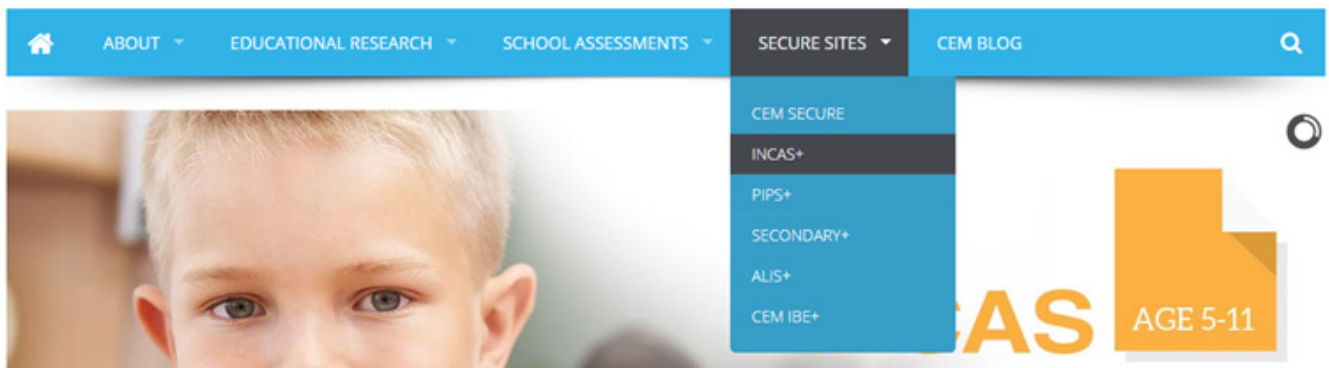 ABOUT EDUCATIONAL RESEARCH SCHOOL ASSESSMENTS SECURE SITES CEM BLOG
CEM SECURE
INCAS+
PIPS+
SECONDARY+
ALIS+
CEM IBE+
CAS
AGE 5-11